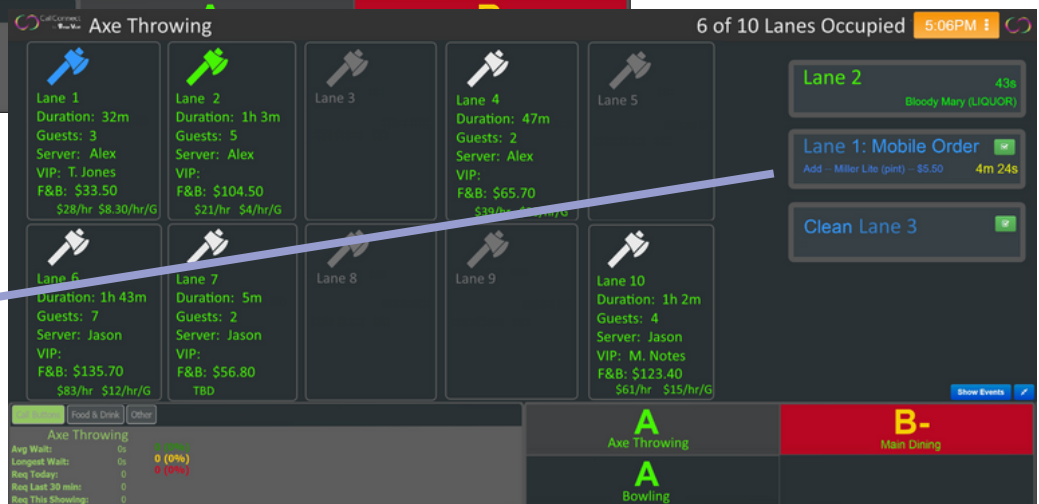 CallConnect
Axe Throwing
6 of 10 Lanes Occupied
5:06PM
Lane 1
Duration: 32m
Guests: 3
Server: Alex
VIP: T. Jones
F&B: $33.50
$28/hr $8.30/hr/G
Lane 2
Duration: 1h 3m
Guests: 5
Server: Alex
VIP:
F&B: $104.50
$21/hr $4/hr/G
Lane 3
Lane 4
Duration: 47m
Guests: 2
Server: Alex
VIP:
F&B: $65.70
$39/hr
Lane 5
Lane 2
43s
Bloody Mary (LIQUOR)
Lane 1: Mobile Order
Add -- Miller Lite (pint) -- $5.50 4m 24s
Clean Lane 3
Lane 6
Duration: 1h 43m
Guests: 7
Server: Jason
VIP:
F&B: $135.70
$83/hr $12/hr/G
Lane 7
Duration: 5m
Guests: 2
Server: Jason
VIP:
F&B: $56.80
TBD
Lane 8
Lane 9
Lane 10
Duration: 1h 2m
Guests: 4
Server: Jason
VIP: M. Notes
F&B: $123.40
$61/hr $15/hr/G
Show Events
Call Buttons Food & Drink Other
Axe Throwing
Avg Wait: 0s
Longest Wait: 0s 0 (0%)
Req Today: 0 0 (0%)
Req Last 30 min: 0
Req This Showing: 0
A
Axe Throwing
B-
Main Dining
A
Bowling